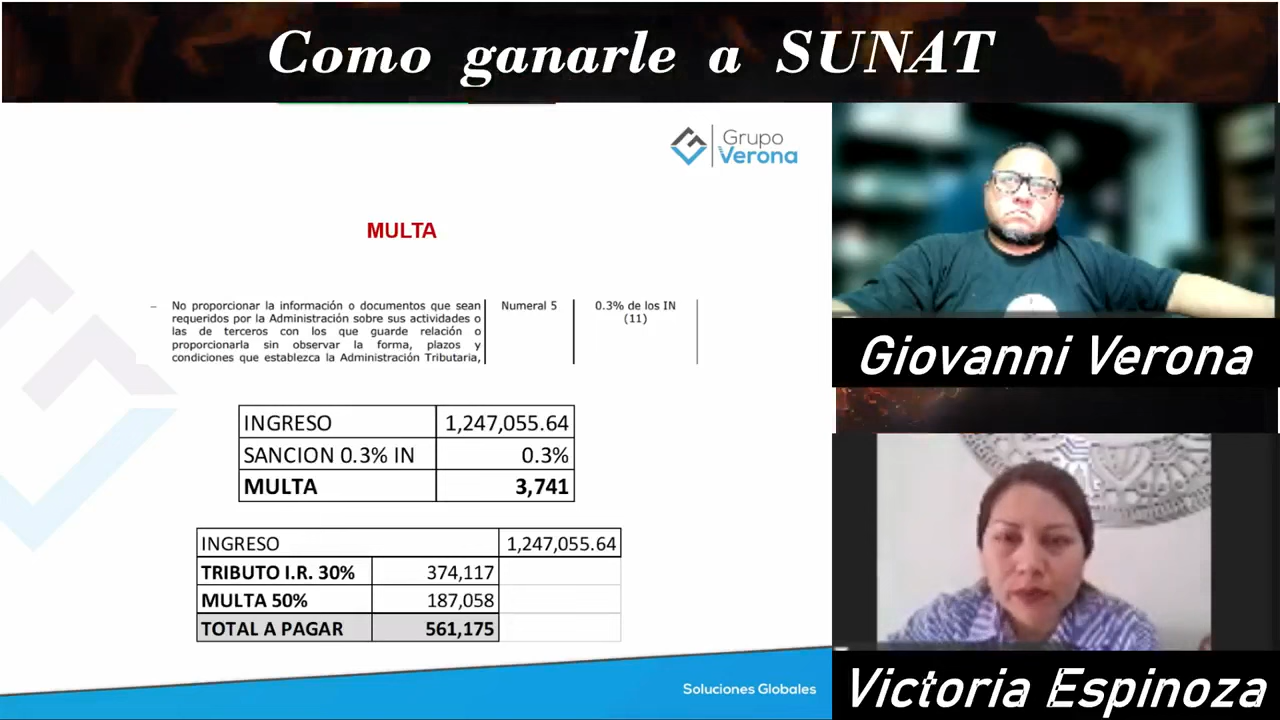 Como ganarle a SUNAT
Grupo
Verona
MULTA
– No proporcionar la información o documentos que sean
requeridos por la Administración sobre sus actividades o
las de terceros con los que guarde relación o
proporcionarla sin observar la forma, plazos y
condiciones que establezca la Administración Tributaria,
Numeral 5
0.3% de los IN
(11)
INGRESO 1,247,055.64
SANCION 0.3% IN 0.3%
MULTA 3,741
INGRESO 1,247,055.64
TRIBUTO I.R. 30% 374,117
MULTA 50% 187,058
TOTAL A PAGAR 561,175
Soluciones Globales
Giovanni Verona
Victoria Espinoza